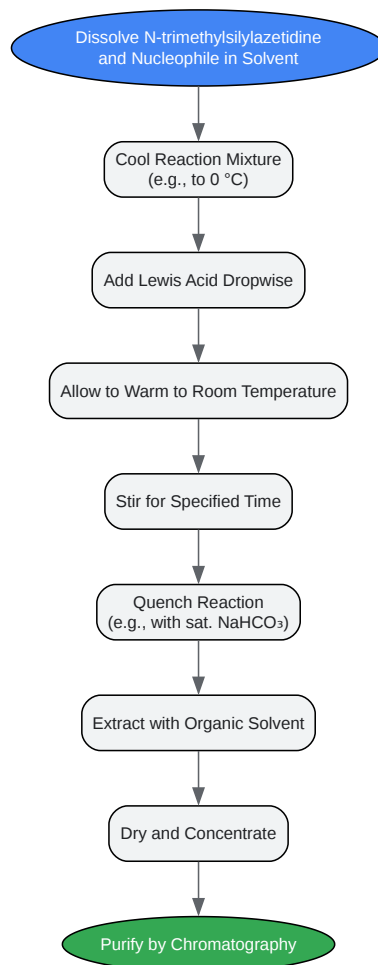 Dissolve N-trimethylsilylazetidine
and Nucleophile in Solvent
Cool Reaction Mixture
(e.g., to 0 °C)
Add Lewis Acid Dropwise
Allow to Warm to Room Temperature
Stir for Specified Time
Quench Reaction
(e.g., with sat. NaHCO₃)
Extract with Organic Solvent
Dry and Concentrate
Purify by Chromatography